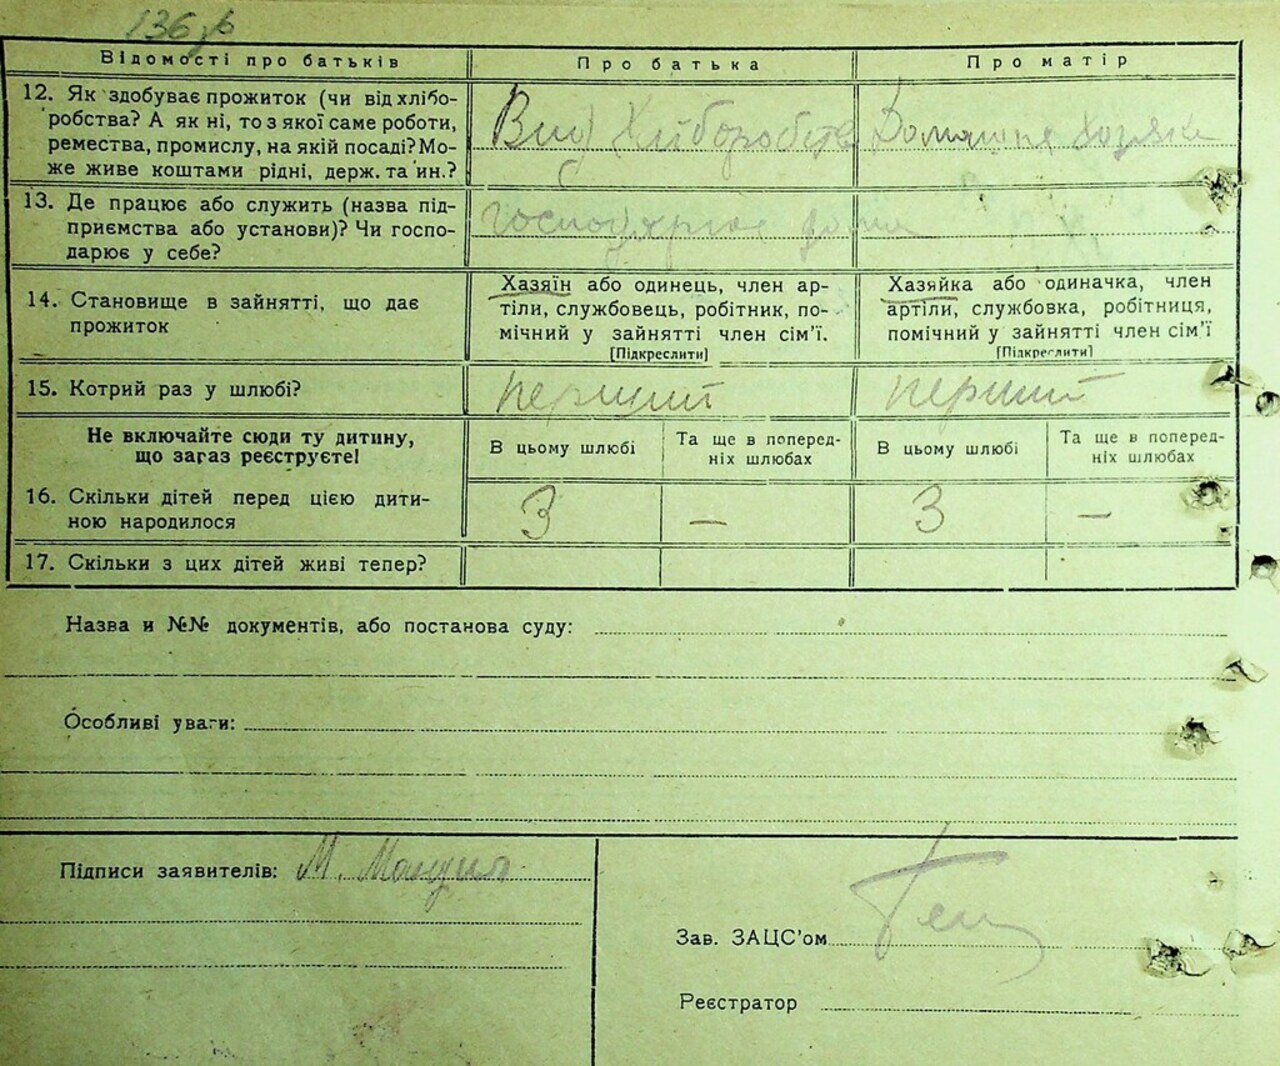 136 зв
Відомості про батьків
Про батька
Про матір
12. Як здобуває прожиток (чи від хлібо-
робства? А як ні, то з якої саме роботи,
ремества, промислу, на якій посаді? Мо-
же живе коштами рідні, держ. та ин.?
Від Хліборобства
Домашня Хозяйка
13. Де працює або служить (назва під-
приємства або установи)? Чи госпо-
дарює у себе?
господарює дома
14. Становище в зайнятті, що дає
прожиток
Хазяїн або одинець, член ар-
тіли, службовець, робітник, по-
мічний у зайнятті член сім'ї.
[Підкреслити]
Хазяйка або одиначка, член
артіли, службовка, робітниця,
помічний у зайнятті член сім'ї
[Підкреслити]
15. Котрий раз у шлюбі?
перший
перший
Не включайте сюди ту дитину,
що загаз реєструєте!
В цьому шлюбі
Та ще в поперед-
ніх шлюбах
В цьому шлюбі
Та ще в поперед-
ніх шлюбах
16. Скільки дітей перед цією дити-
ною народилося
3
—
3
—
17. Скільки з цих дітей живі тепер?
Назва и №№ документів, або постанова суду:
Особливі уваги:
Підписи заявителів: М.
Зав. ЗАЦС'ом
Реєстратор